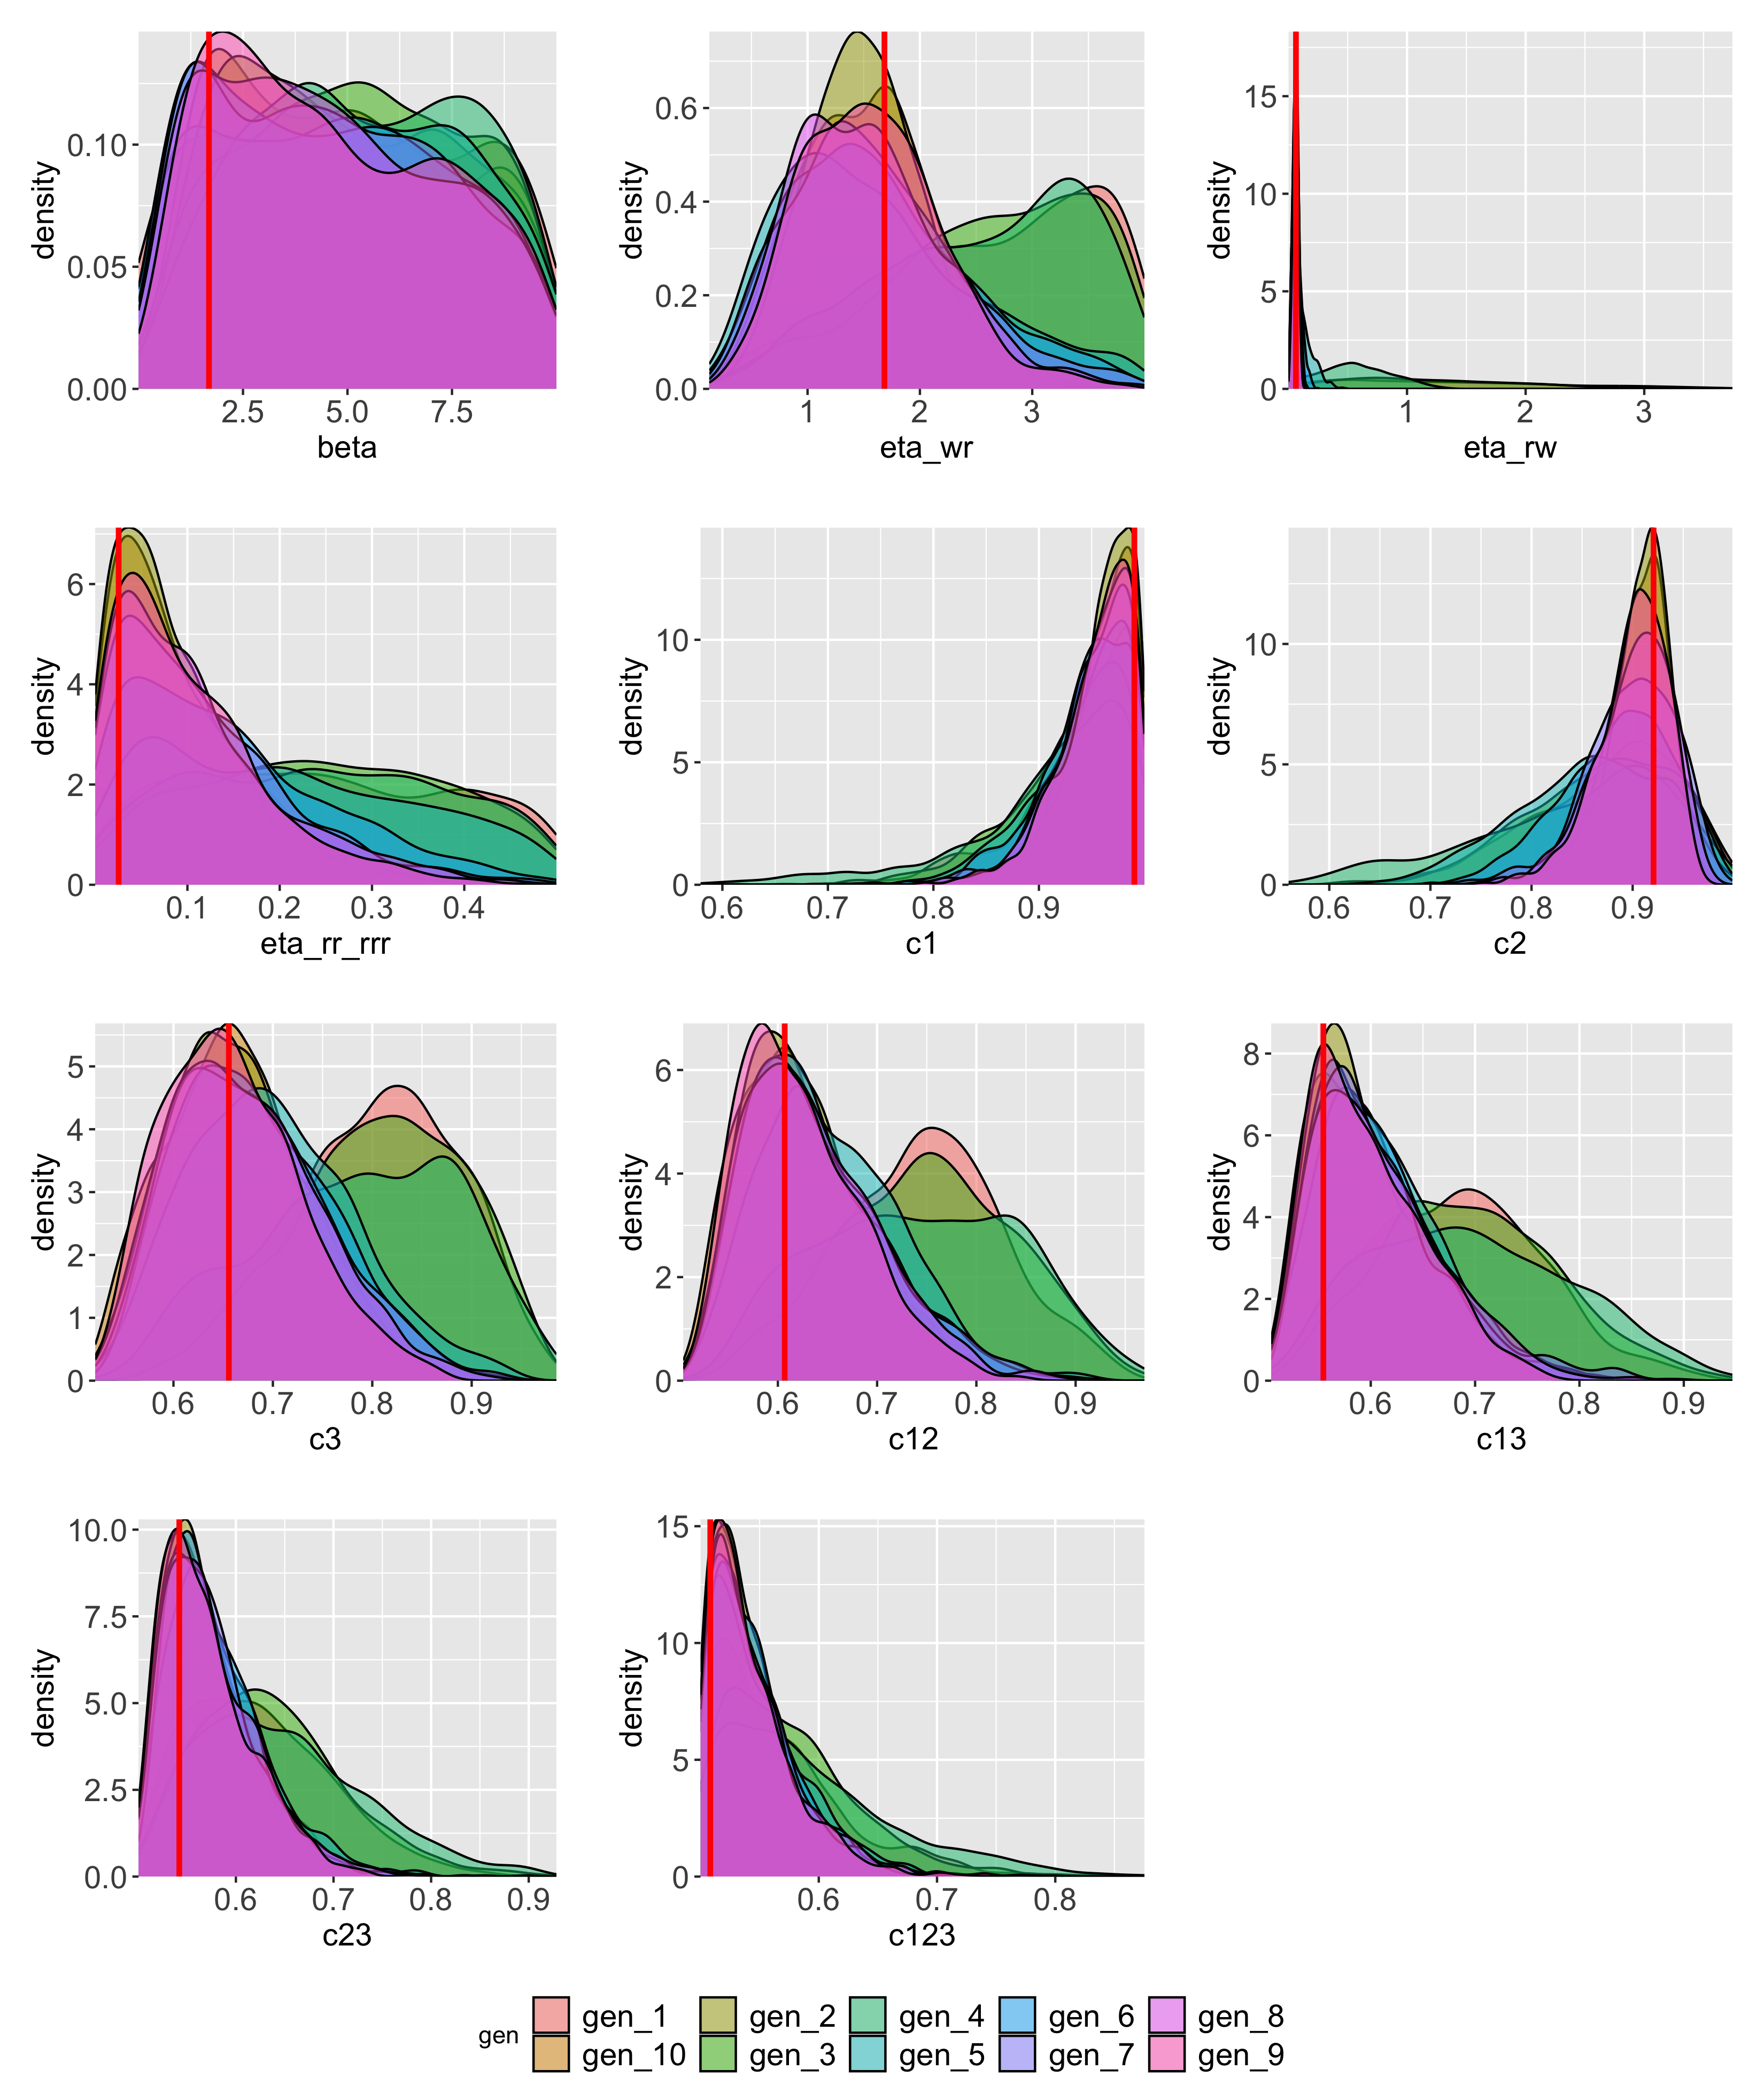 density
0.10
0.05
0.00
2.5 5.0 7.5
beta
density
0.6
0.4
0.2
0.0
1 2 3
eta_wr
density
15
10
5
0
1 2 3
eta_rw
density
6
4
2
0
0.1 0.2 0.3 0.4
eta_rr_rrr
density
10
5
0
0.6 0.7 0.8 0.9
c1
density
10
5
0
0.6 0.7 0.8 0.9
c2
density
5
4
3
2
1
0
0.6 0.7 0.8 0.9
c3
density
6
4
2
0
0.6 0.7 0.8 0.9
c12
density
8
6
4
2
0
0.6 0.7 0.8 0.9
c13
density
10.0
7.5
5.0
2.5
0.0
0.6 0.7 0.8 0.9
c23
density
15
10
5
0
0.6 0.7 0.8
c123
gen
gen_1 gen_2 gen_4 gen_6 gen_8
gen_10 gen_3 gen_5 gen_7 gen_9